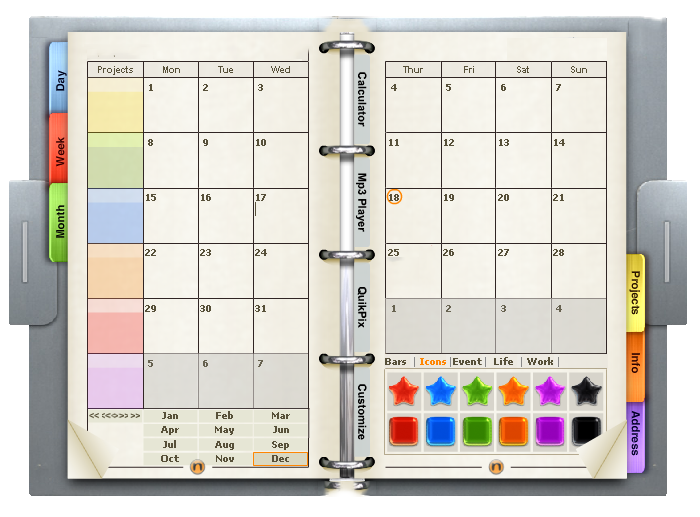 Projects Mon Tue Wed
1 2 3
8 9 10
15 16 17
22 23 24
29 30 31
5 6 7
<< <<>> >>
Jan Feb Mar
Apr May Jun
Jul Aug Sep
Oct Nov Dec
Day
Week
Month
Calculator
Mp3 Player
QuikPix
Customize
Thur Fri Sat Sun
4 5 6 7
11 12 13 14
18 19 20 21
25 26 27 28
1 2 3 4
Bars | Icons | Event | Life | Work |
Projects
Info
Address